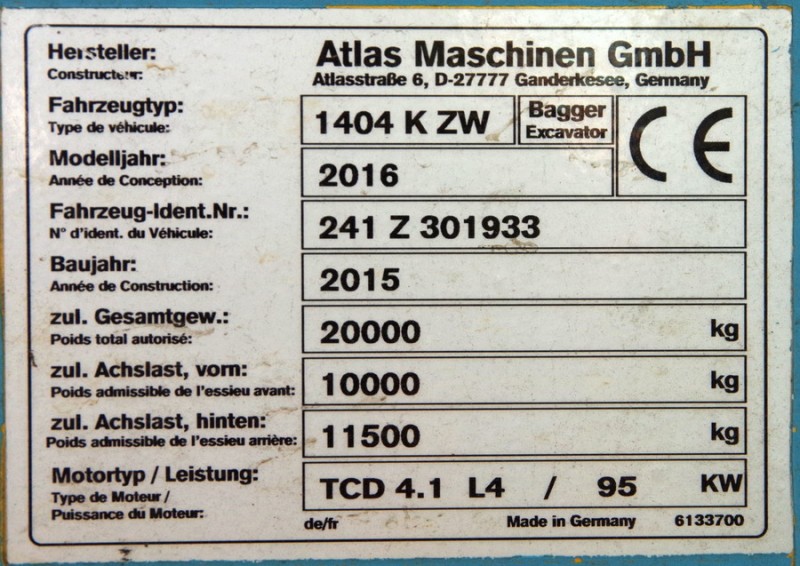 Hersteller: Atlas Maschinen GmbH
Constructeur: Atlasstraße 6, D-27777 Ganderkesee, Germany
Fahrzeugtyp: 1404 K ZW Bagger
Type de véhicule: Excavator
CE
Modelljahr: 2016
Année de Conception:
Fahrzeug-Ident.Nr.: 241 Z 301933
N° d'ident. du Véhicule:
Baujahr: 2015
Année de Construction:
zul. Gesamtgew.: 20000 kg
Poids total autorisé:
zul. Achslast, vorn: 10000 kg
Poids admissible de l'essieu avant:
zul. Achslast, hinten: 11500 kg
Poids admissible de l'essieu arrière:
Motortyp / Leistung: TCD 4.1 L4 / 95 KW
Type de Moteur /
Puissance du Moteur:
de/fr Made in Germany 6133700